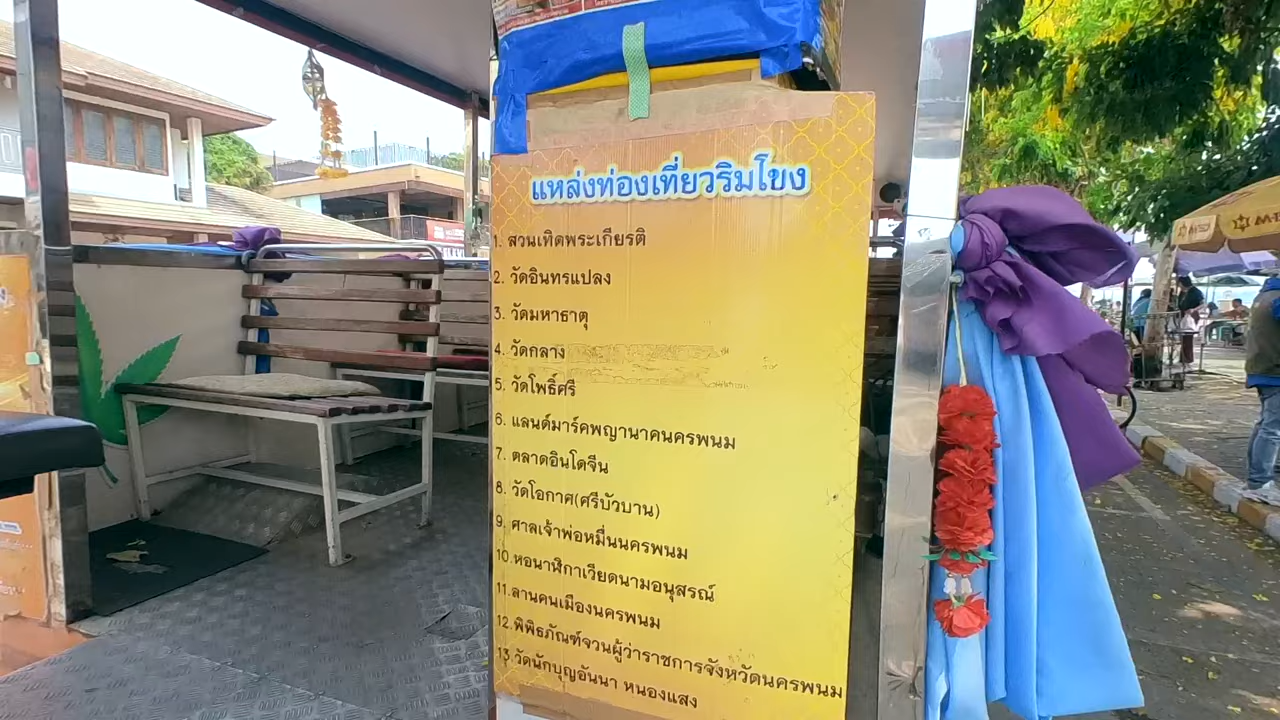 แหล่งท่องเที่ยวริมโขง
1. สวนเทิดพระเกียรติ
2. วัดอินทรแปลง
3. วัดมหาธาตุ
4. วัดกลาง
5. วัดโพธิ์ศรี
6. แลนด์มาร์คพญานาคนครพนม
7. ตลาดอินโดจีน
8. วัดโอกาศ(ศรีบัวบาน)
9. ศาลเจ้าพ่อหมื่นนครพนม
10.หอนาฬิกาเวียดนามอนุสรณ์
11.ลานคนเมืองนครพนม
12.พิพิธภัณฑ์จวนผู้ว่าราชการจังหวัดนครพนม
13.วัดนักบุญอันนา หนองแสง